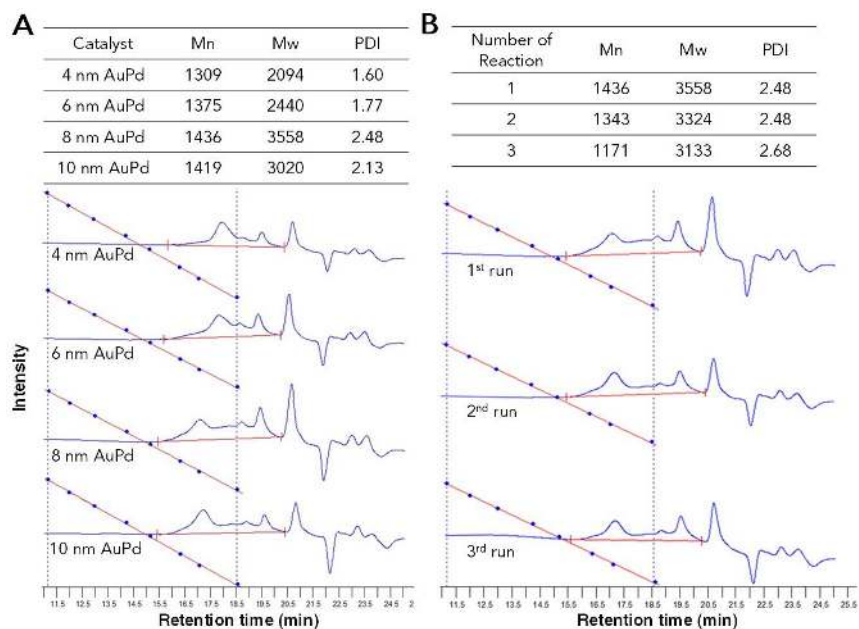 A
Catalyst Mn Mw PDI
4 nm AuPd 1309 2094 1.60
6 nm AuPd 1375 2440 1.77
8 nm AuPd 1436 3558 2.48
10 nm AuPd 1419 3020 2.13
4 nm AuPd
6 nm AuPd
8 nm AuPd
10 nm AuPd
Intensity
11.5 12.5 13.5 14.5 15.5 16.5 17.5 18.5 19.5 20.5 21.5 22.5 23.5 24.5 2
Retention time (min)
B
Number of
Reaction Mn Mw PDI
1 1436 3558 2.48
2 1343 3324 2.48
3 1171 3133 2.68
1st run
2nd run
3rd run
11.5 12.5 13.5 14.5 15.5 16.5 17.5 18.5 19.5 20.5 21.5 22.5 23.5 24.5 25.5
Retention time (min)